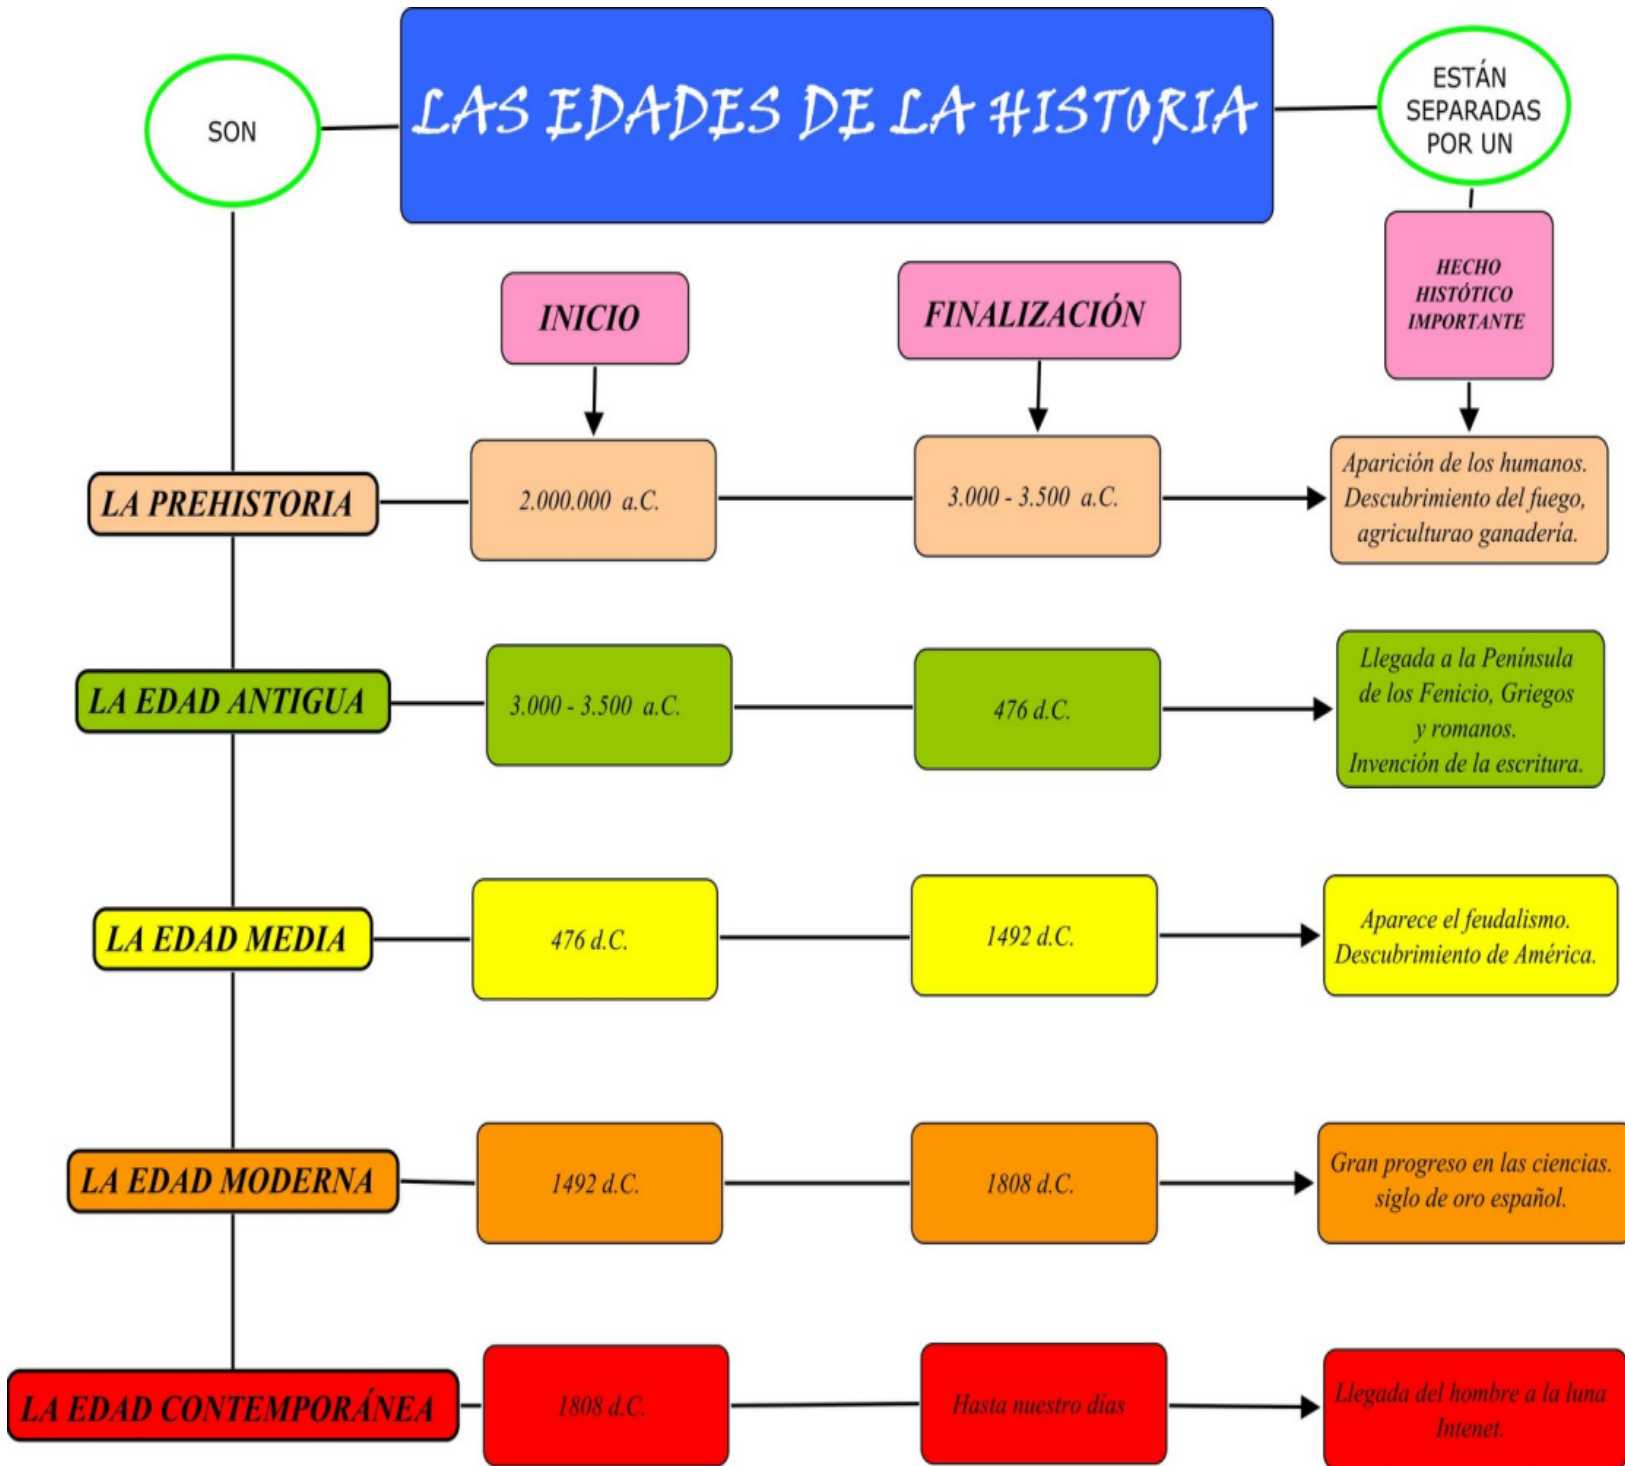 LAS EDADES DE LA HISTORIA
SON
ESTÁN
SEPARADAS
POR UN
INICIO
FINALIZACIÓN
HECHO
HISTÓTICO
IMPORTANTE
LA PREHISTORIA
2.000.000 a.C.
3.000 - 3.500 a.C.
Aparición de los humanos.
Descubrimiento del fuego,
agriculturao ganadería.
LA EDAD ANTIGUA
3.000 - 3.500 a.C.
476 d.C.
Llegada a la Península
de los Fenicio, Griegos
y romanos.
Invención de la escritura.
LA EDAD MEDIA
476 d.C.
1492 d.C.
Aparece el feudalismo.
Descubrimiento de América.
LA EDAD MODERNA
1492 d.C.
1808 d.C.
Gran progreso en las ciencias.
siglo de oro español.
LA EDAD CONTEMPORÁNEA
1808 d.C.
Hasta nuestro días
Llegada del hombre a la luna
Intenet.